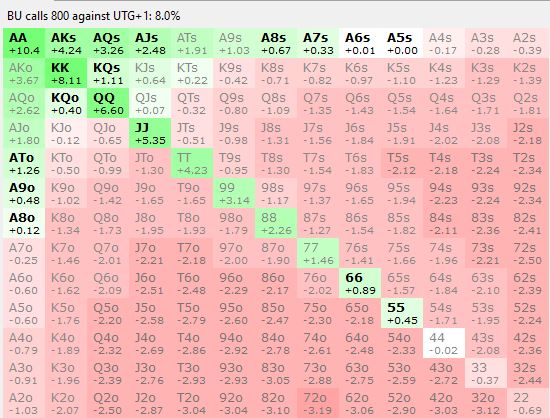 BU calls 800 against UTG+1: 8.0%
AA AKs AQs AJs ATs A9s A8s A7s A6s A5s A4s A3s A2s
+10.4 +4.24 +3.26 +2.48 +1.91 +1.03 +0.67 +0.33 +0.01 +0.00 -0.17 -0.28 -0.39
AKo KK KQs KJs KTs K9s K8s K7s K6s K5s K4s K3s K2s
+3.67 +8.11 +1.11 +0.64 +0.22 -0.42 -0.71 -0.82 -0.97 -1.10 -1.23 -1.29 -1.39
AQo KQo QQ QJs QTs Q9s Q8s Q7s Q6s Q5s Q4s Q3s Q2s
+2.62 +0.40 +6.60 +0.07 -0.32 -0.80 -1.09 -1.35 -1.43 -1.54 -1.64 -1.71 -1.81
AJo KJo QJo JJ JTs J9s J8s J7s J6s J5s J4s J3s J2s
+1.80 -0.12 -0.65 +5.35 -0.51 -0.98 -1.31 -1.56 -1.84 -1.91 -2.02 -2.08 -2.18
ATo KTo QTo JTo TT T9s T8s T7s T6s T5s T4s T3s T2s
+1.26 -0.50 -0.99 -1.30 +4.23 -0.95 -1.30 -1.54 -1.83 -2.12 -2.18 -2.24 -2.34
A9o K9o Q9o J9o T9o 99 98s 97s 96s 95s 94s 93s 92s
+0.48 -1.02 -1.42 -1.65 -1.65 +3.14 -1.17 -1.37 -1.65 -1.94 -2.23 -2.24 -2.34
A8o K8o Q8o J8o T8o 98o 88 87s 86s 85s 84s 83s 82s
+0.12 -1.34 -1.73 -1.95 -1.93 -1.79 +2.26 -1.27 -1.54 -1.82 -2.11 -2.36 -2.41
A7o K7o Q7o J7o T7o 97o 87o 77 76s 75s 74s 73s 72s
-0.25 -1.46 -2.01 -2.21 -2.18 -2.00 -1.90 +1.46 -1.41 -1.66 -1.96 -2.21 -2.50
A6o K6o Q6o J6o T6o 96o 86o 76o 66 65s 64s 63s 62s
-0.60 -1.62 -2.09 -2.51 -2.48 -2.29 -2.17 -2.02 +0.89 -1.57 -1.84 -2.10 -2.39
A5o K5o Q5o J5o T5o 95o 85o 75o 65o 55 54s 53s 52s
-0.60 -1.76 -2.20 -2.58 -2.79 -2.60 -2.47 -2.30 -2.18 +0.45 -1.71 -1.95 -2.24
A4o K4o Q4o J4o T4o 94o 84o 74o 64o 54o 44 43s 42s
-0.79 -1.89 -2.32 -2.69 -2.86 -2.92 -2.78 -2.61 -2.48 -2.33 -0.02 -2.08 -2.36
A3o K3o Q3o J3o T3o 93o 83o 73o 63o 53o 43o 33 32s
-0.91 -1.96 -2.39 -2.76 -2.93 -2.93 -3.05 -2.88 -2.75 -2.59 -2.72 -0.37 -2.44
A2o K2o Q2o J2o T2o 92o 82o 72o 62o 52o 42o 32o 22
-1.03 -2.07 -2.50 -2.87 -3.04 -3.04 -3.10 -3.19 -3.06 -2.90 -3.03 -3.12 -0.69